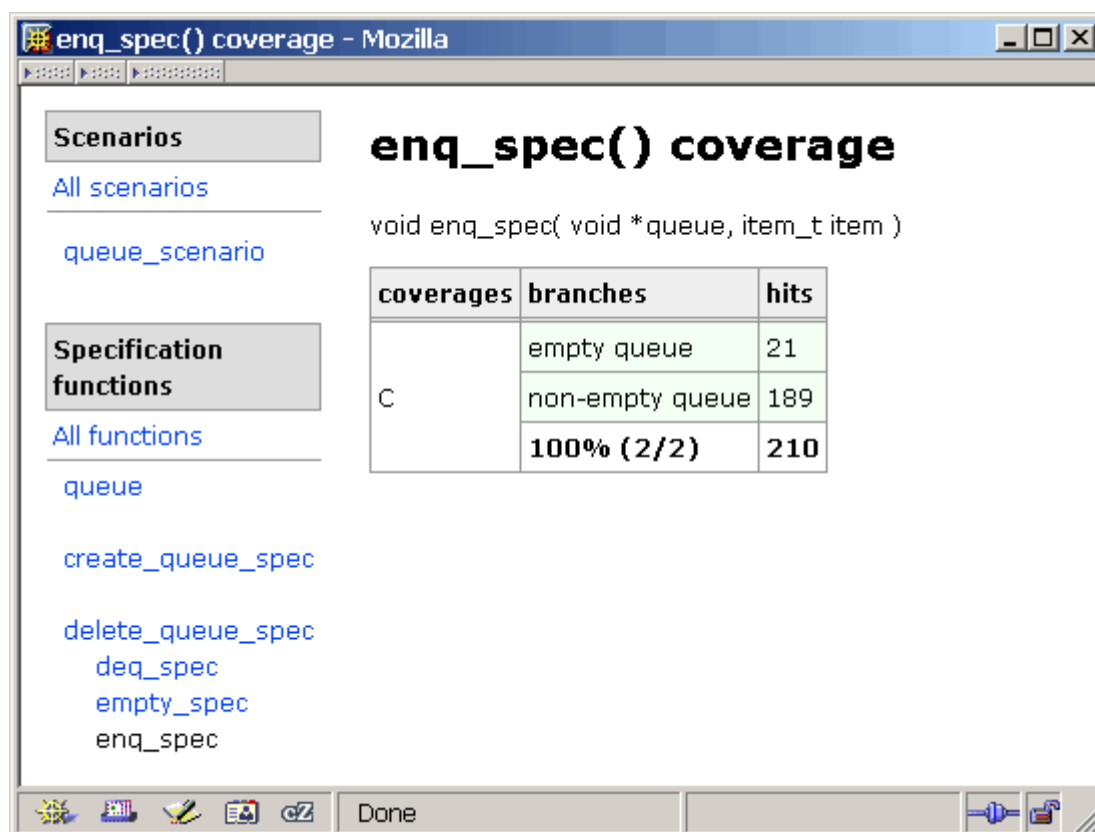 enq_spec() coverage - Mozilla
Scenarios
All scenarios
queue_scenario
Specification
functions
All functions
queue
create_queue_spec
delete_queue_spec
deq_spec
empty_spec
enq_spec
enq_spec() coverage
void enq_spec( void *queue, item_t item )
coverages branches hits
C
empty queue 21
non-empty queue 189
100% (2/2) 210
Done